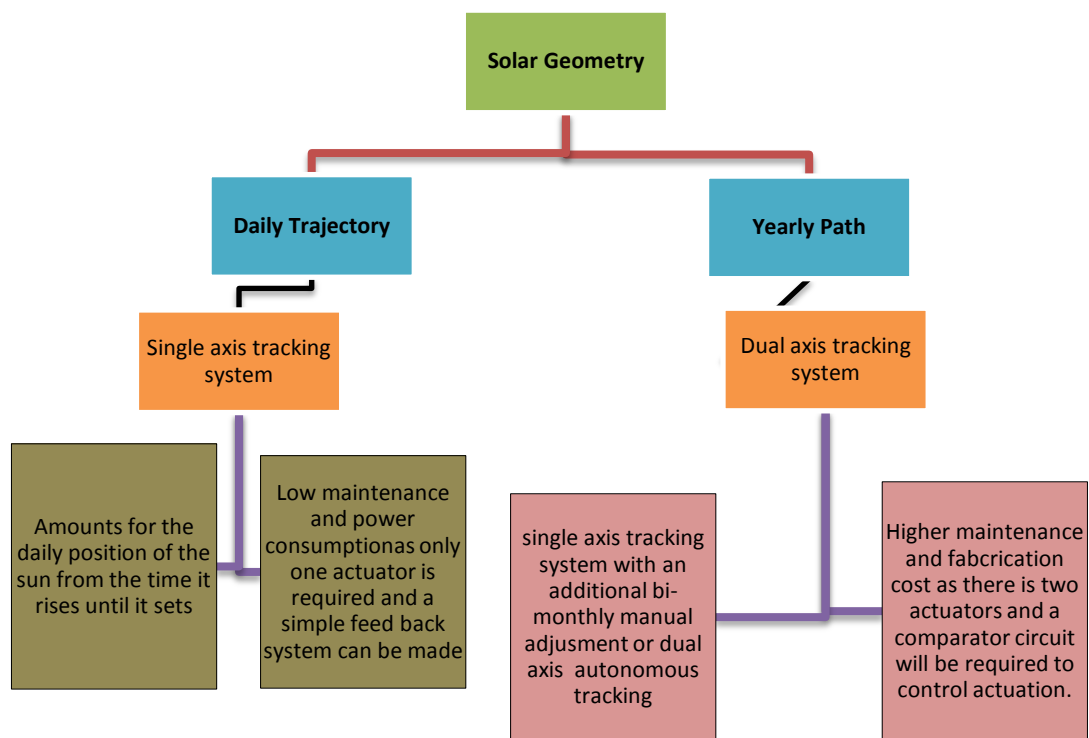 Solar Geometry
Daily Trajectory
Yearly Path
Single axis tracking
system
Dual axis tracking
system
Amounts for the
daily position of the
sun from the time it
rises until it sets
Low maintenance
and power
consumptionas only
one actuator is
required and a
simple feed back
system can be made
single axis tracking
system with an
additional bi-
monthly manual
adjusment or dual
axis autonomous
tracking
Higher maintenance
and fabcrication
cost as there is two
actuators and a
comparator circuit
will be required to
control actuation.